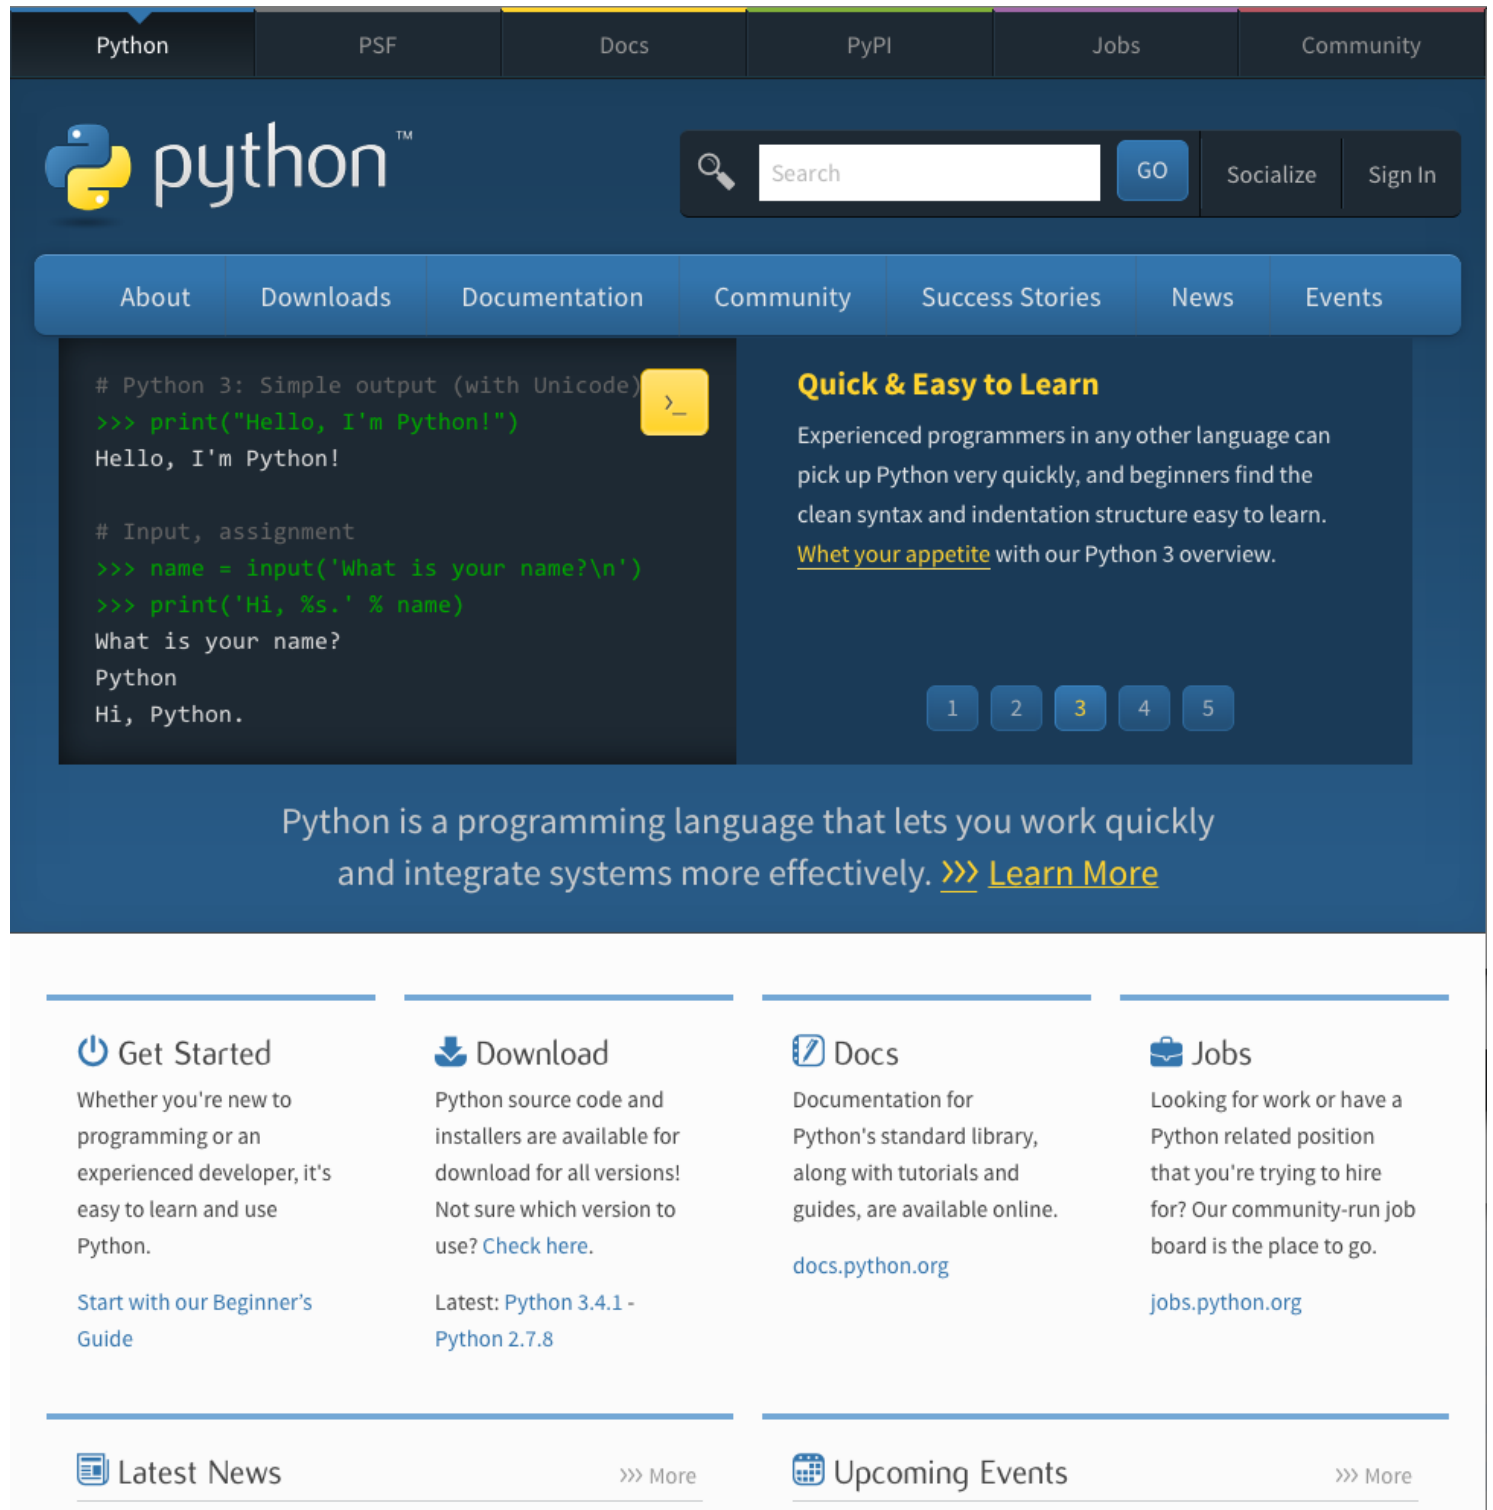 Python PSF Docs PyPI Jobs Community
python™
Search GO Socialize Sign In
About Downloads Documentation Community Success Stories News Events
# Python 3: Simple output (with Unicode)
>>> print("Hello, I'm Python!")
Hello, I'm Python!
# Input, assignment
>>> name = input('What is your name?\n')
>>> print('Hi, %s.' % name)
What is your name?
Python
Hi, Python.
>_
Quick & Easy to Learn
Experienced programmers in any other language can
pick up Python very quickly, and beginners find the
clean syntax and indentation structure easy to learn.
Whet your appetite with our Python 3 overview.
1 2 3 4 5
Python is a programming language that lets you work quickly
and integrate systems more effectively. >>> Learn More
Get Started
Whether you're new to
programming or an
experienced developer, it's
easy to learn and use
Python.
Start with our Beginner’s
Guide
Download
Python source code and
installers are available for
download for all versions!
Not sure which version to
use? Check here.
Latest: Python 3.4.1 -
Python 2.7.8
Docs
Documentation for
Python's standard library,
along with tutorials and
guides, are available online.
docs.python.org
Jobs
Looking for work or have a
Python related position
that you're trying to hire
for? Our community-run job
board is the place to go.
jobs.python.org
Latest News >>> More
Upcoming Events >>> More